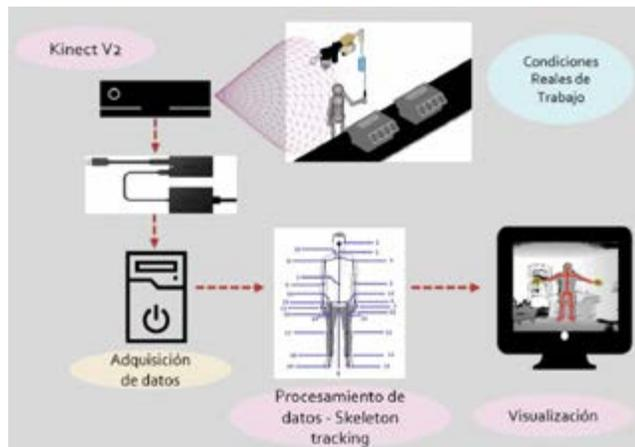 Kinect V2
Condiciones
Reales de
Trabajo
Adquisición
de datos
Procesamiento de
datos - Skeleton
tracking
Visualización